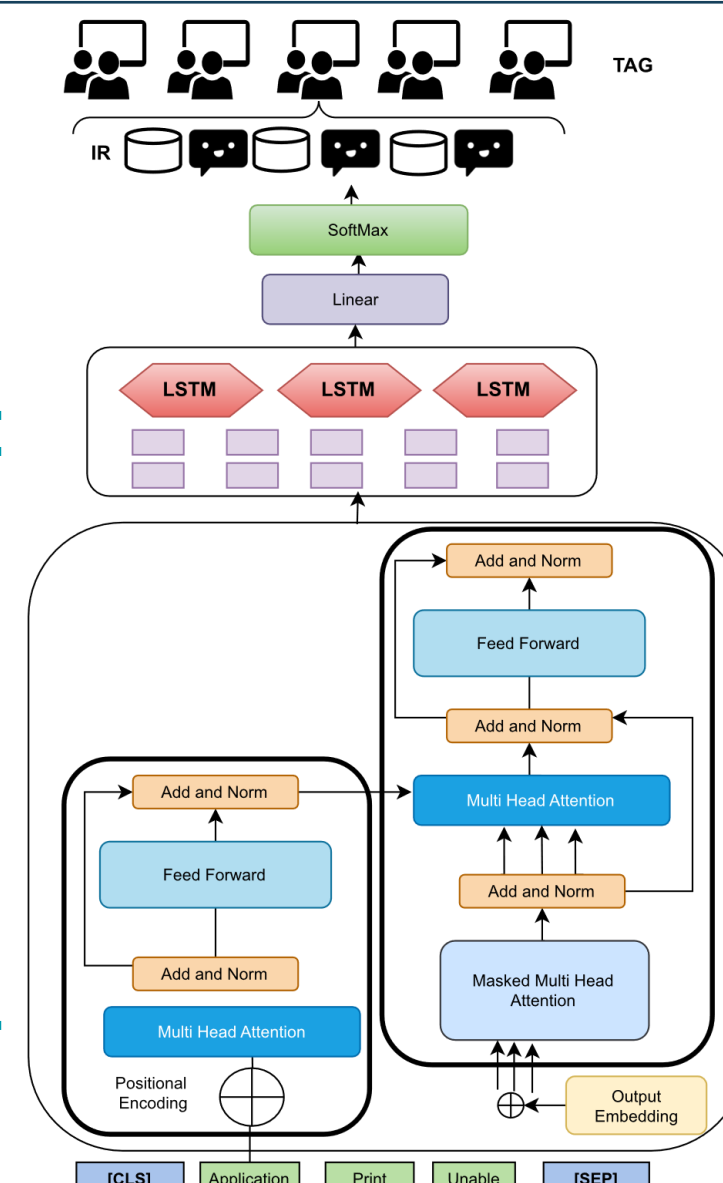 TAG
IR
SoftMax
Linear
LSTM LSTM LSTM
Add and Norm
Feed Forward
Add and Norm
Multi Head Attention
Add and Norm
Masked Multi Head
Attention
Output
Embedding
Add and Norm
Feed Forward
Add and Norm
Multi Head Attention
Positional
Encoding
[CLS] Application Print Unable [SEP]